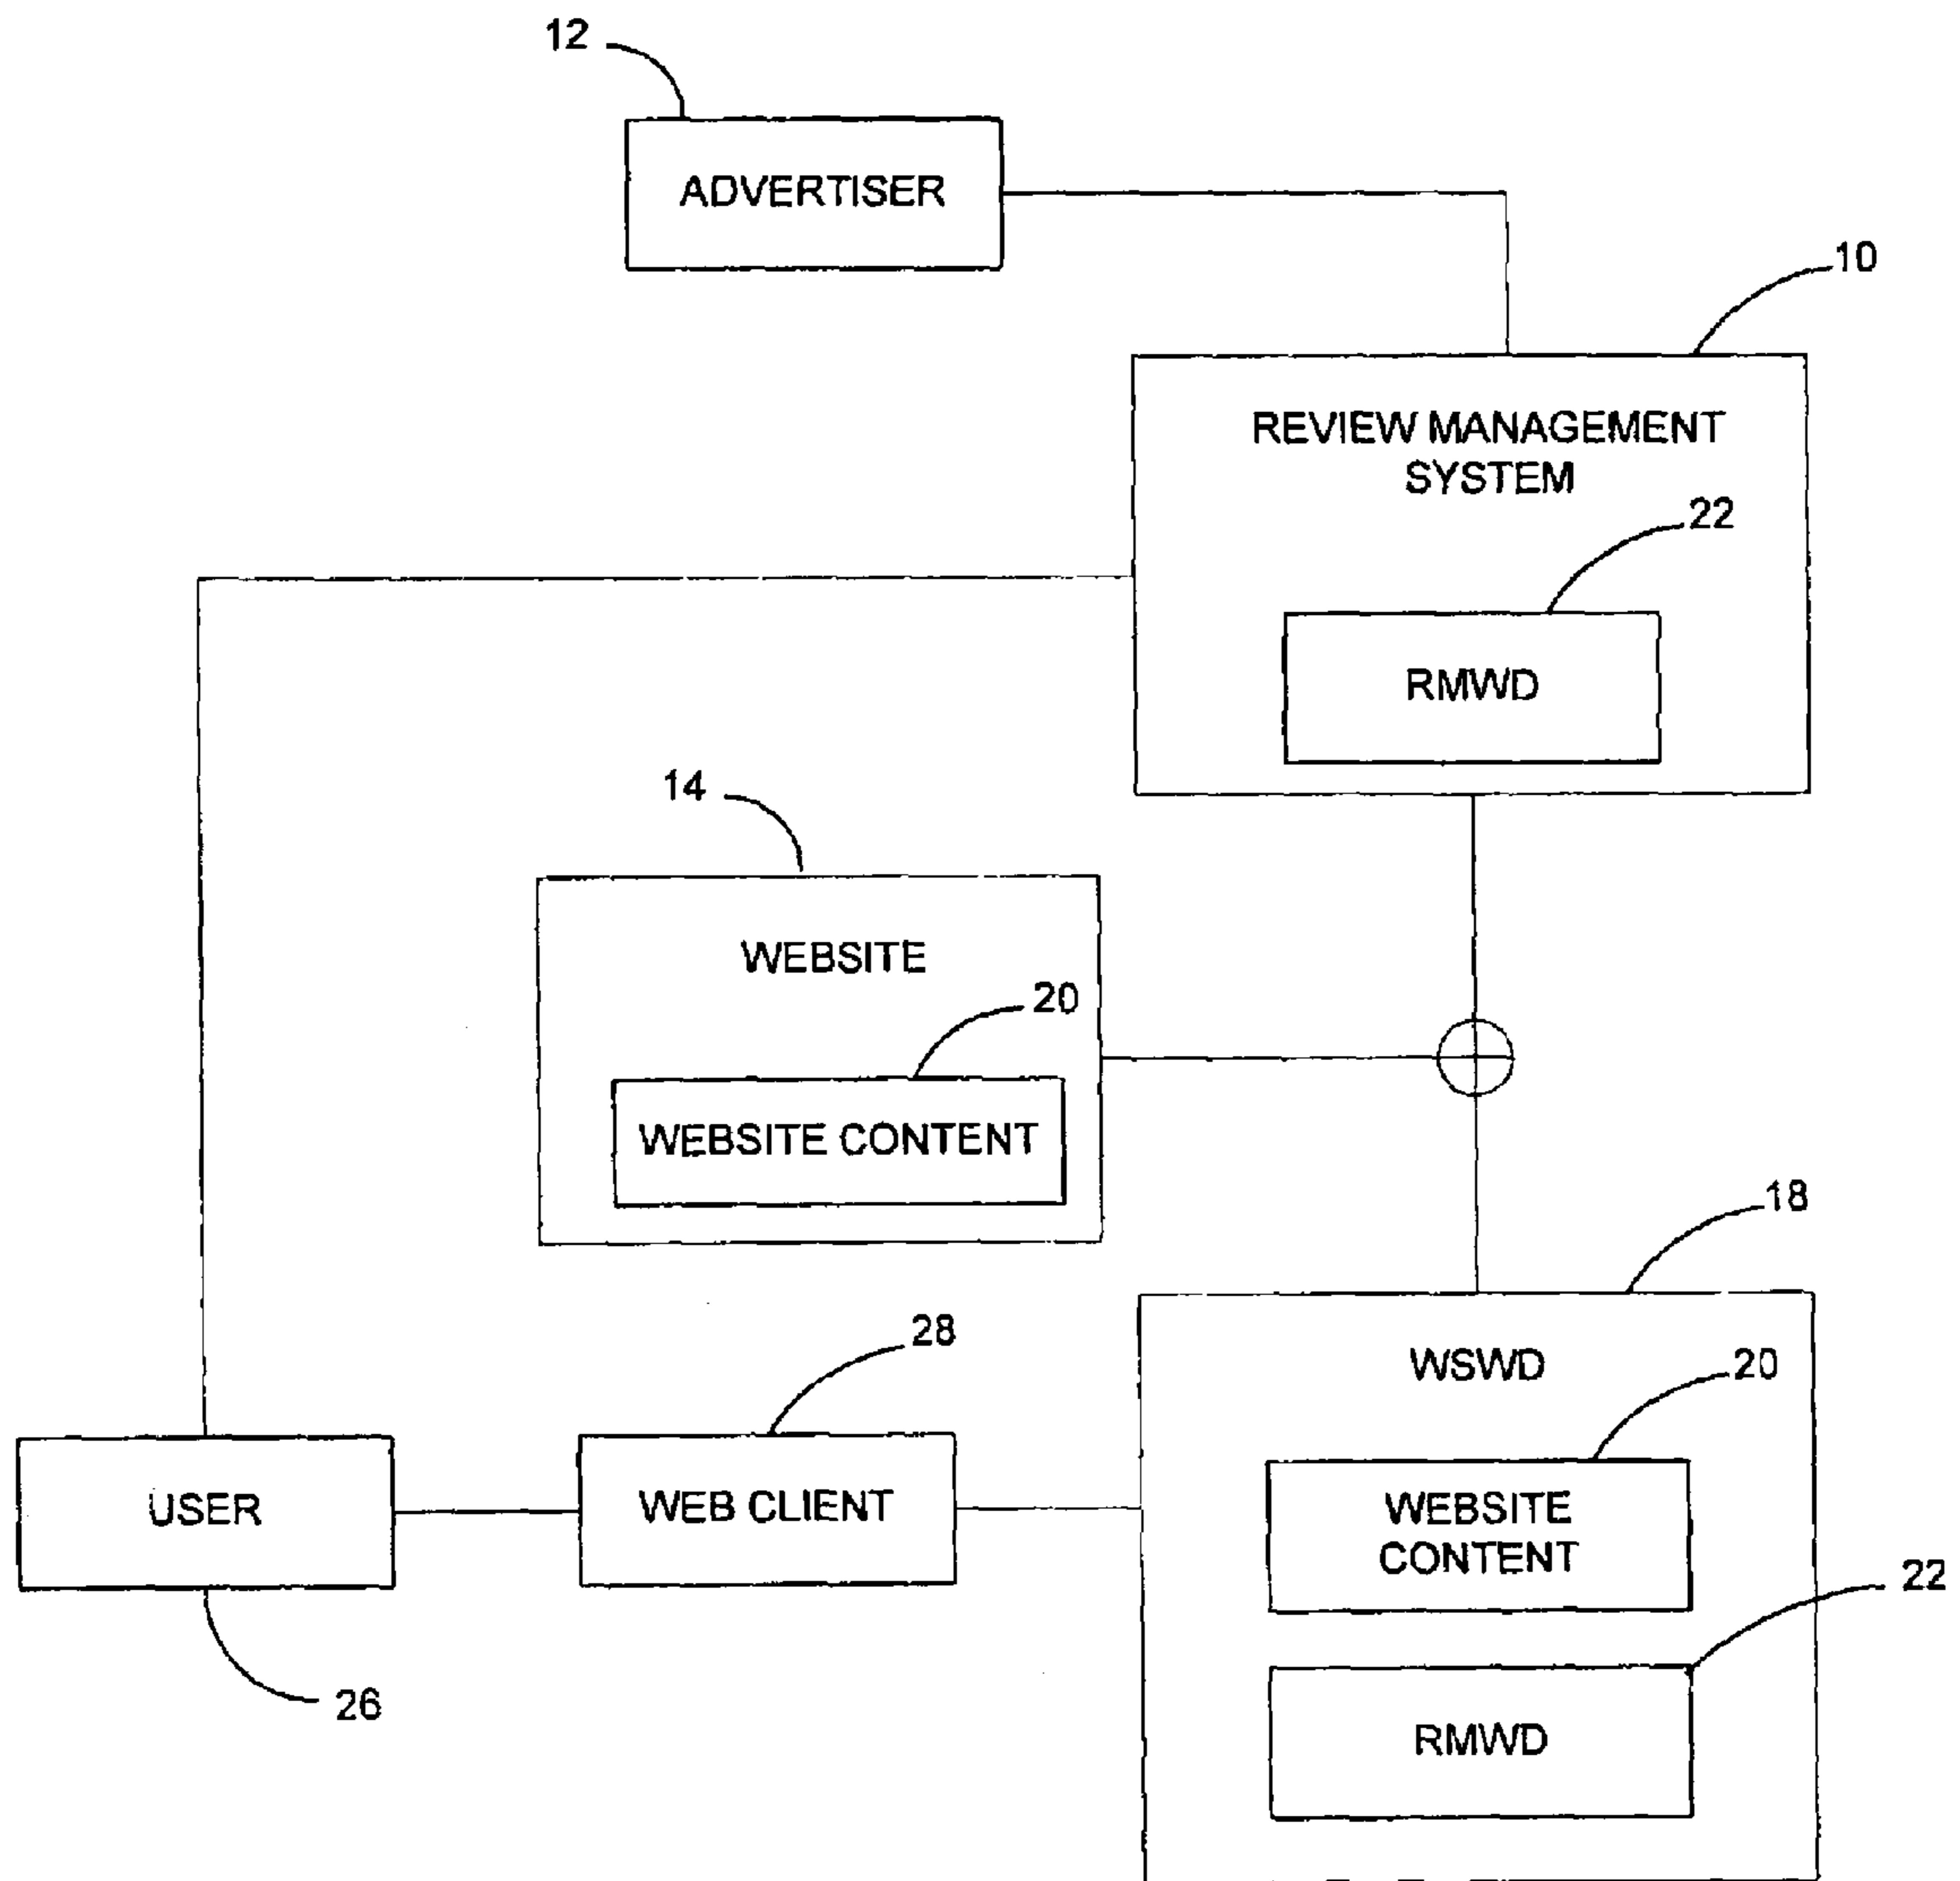 12
ADVERTISER
10
REVIEW MANAGEMENT
SYSTEM
22
RMWD
14
WEBSITE
20
WEBSITE CONTENT
18
WSWD
28
20
USER
WEB CLIENT
WEBSITE
CONTENT
22
26
RMWD